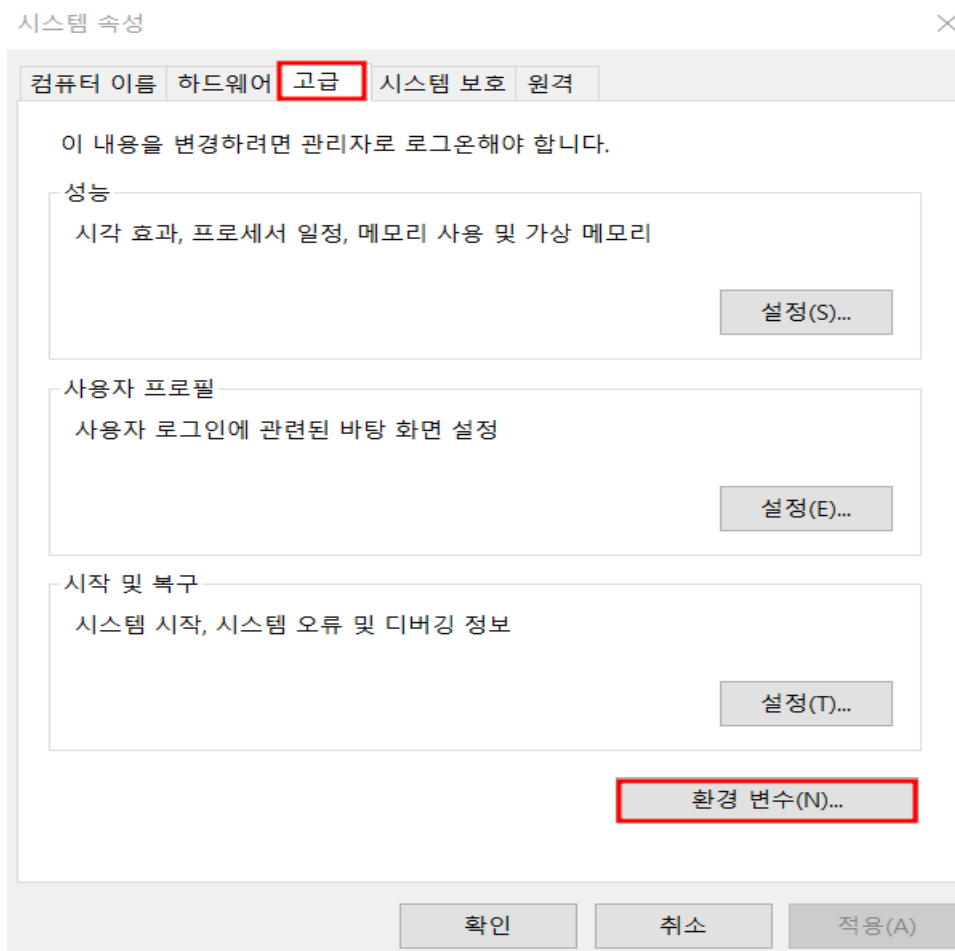 시스템 속성
컴퓨터 이름 하드웨어 고급 시스템 보호 원격
이 내용을 변경하려면 관리자로 로그온해야 합니다.
성능
시각 효과, 프로세서 일정, 메모리 사용 및 가상 메모리
설정(S)...
사용자 프로필
사용자 로그인에 관련된 바탕 화면 설정
설정(E)...
시작 및 복구
시스템 시작, 시스템 오류 및 디버깅 정보
설정(T)...
환경 변수(N)...
확인 취소 적용(A)